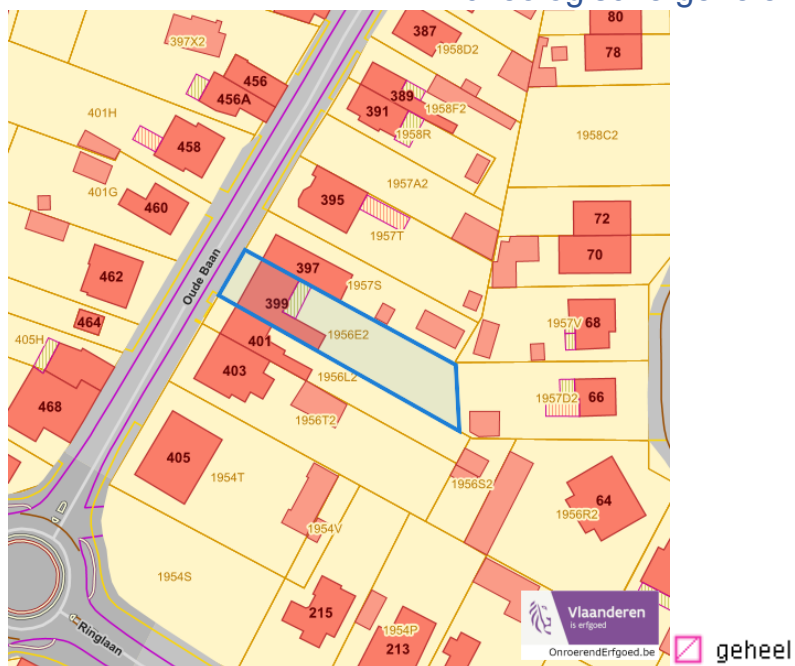 387
80
397X2
1958D2
78
456
389
456A
391
1958F2
401H
1958R
1958C2
458
1957A2
401G
395
460
72
1957T
70
Oude Baan
462
397
1957S
399
1957V
68
464
1956E2
405H
401
403
1956L2
66
1957D2
468
1956T2
405
1954T
1956S2
64
1954V
1956R2
1954S
215
Vlaanderen
is erfgoed
1954P
Ringlaan
213
OnroerendErfgoed.be
geheel